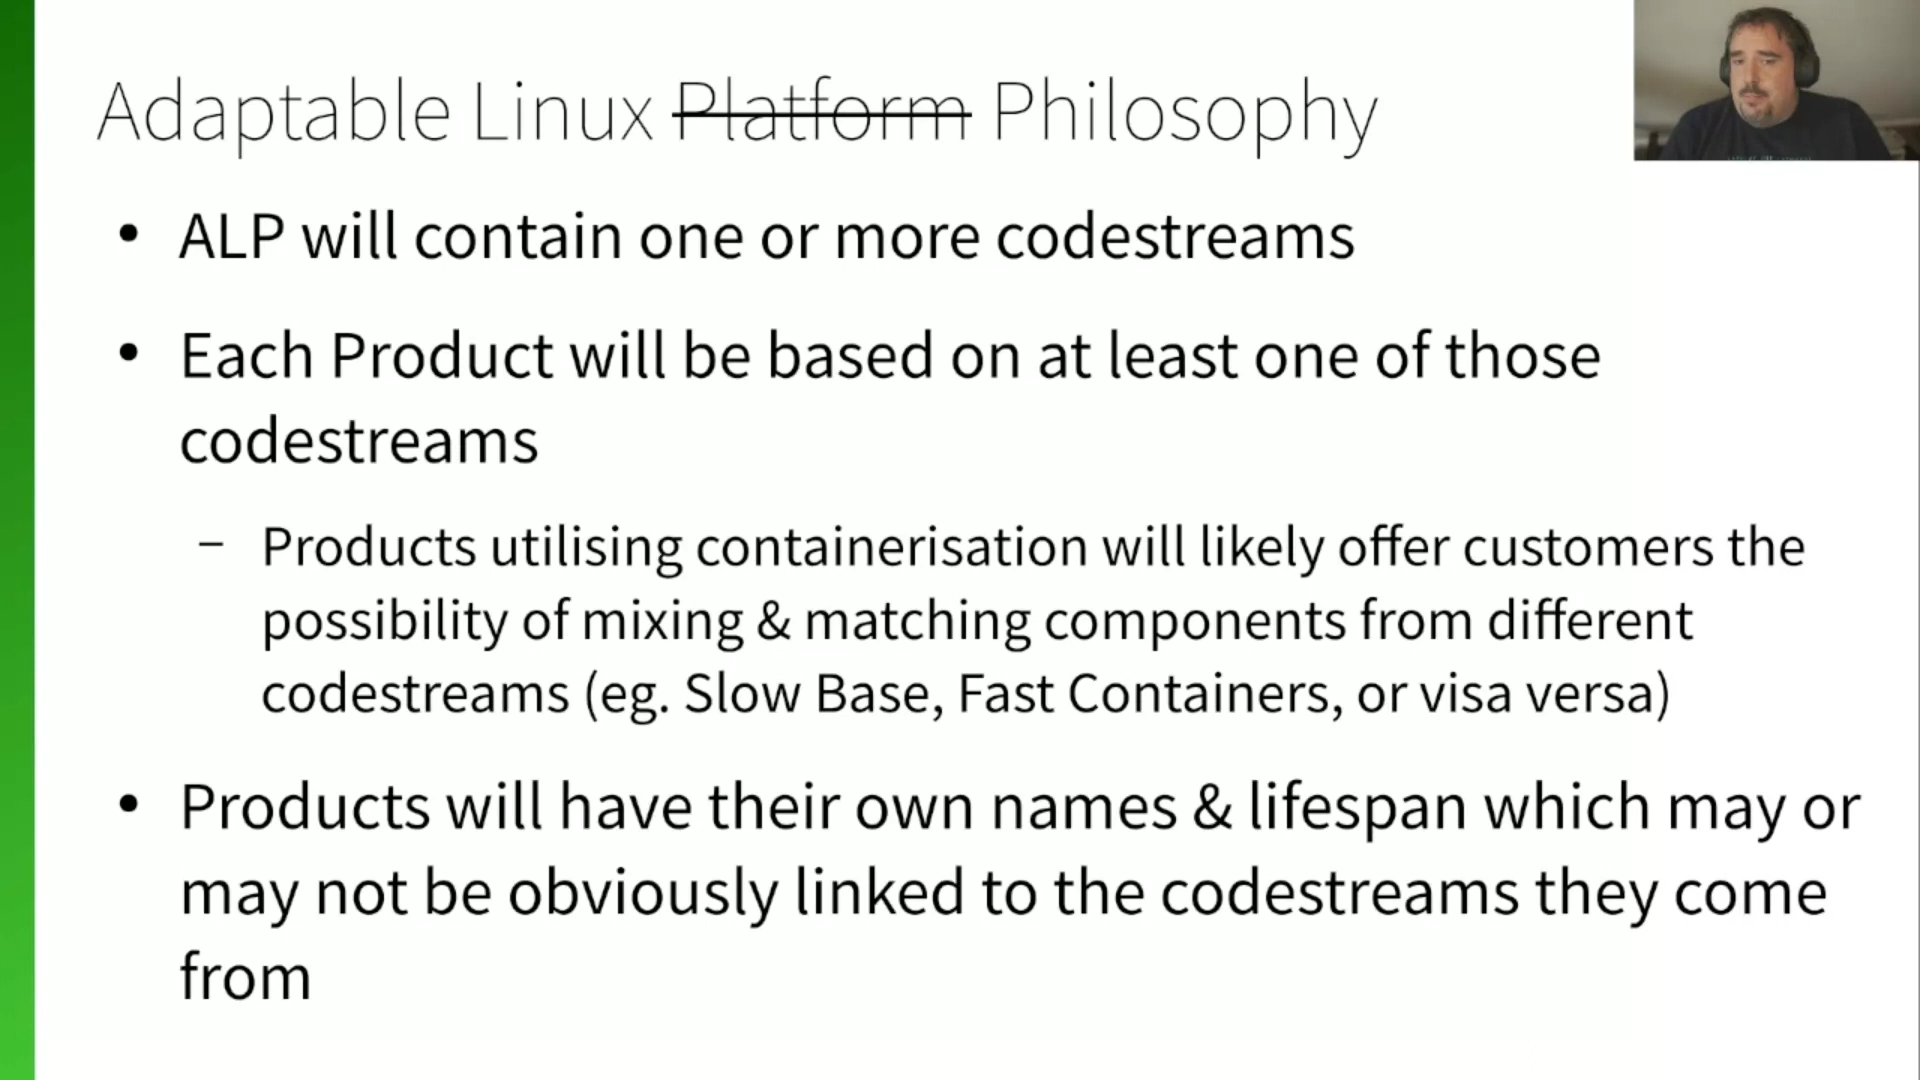 Adaptable Linux Platform Philosophy
• ALP will contain one or more codestreams
• Each Product will be based on at least one of those
codestreams
– Products utilising containerisation will likely offer customers the
possibility of mixing & matching components from different
codestreams (eg. Slow Base, Fast Containers, or visa versa)
• Products will have their own names & lifespan which may or
may not be obviously linked to the codestreams they come
from